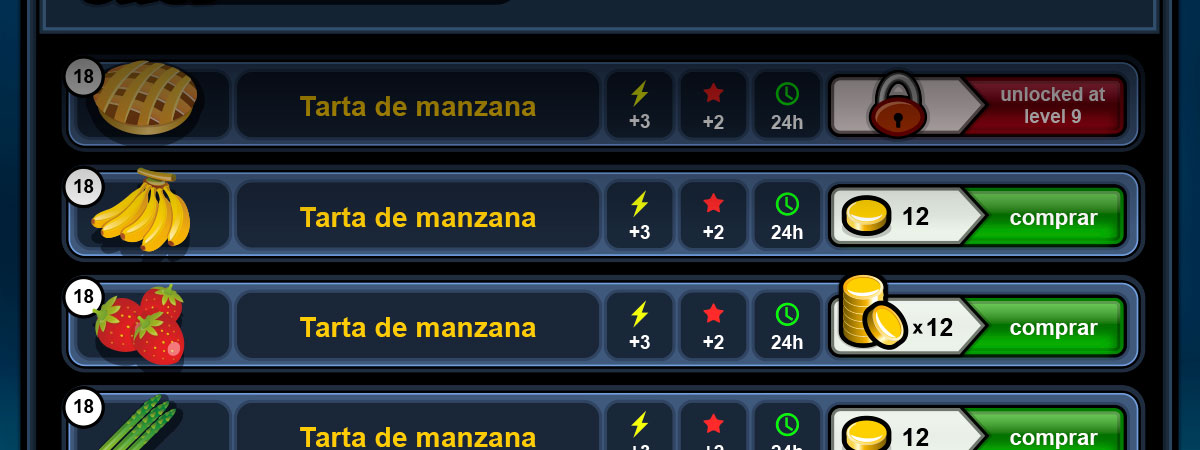 18
Tarta de manzana
+3
+2
24h
unlocked at
level 9
18
Tarta de manzana
+3
+2
24h
12
comprar
18
Tarta de manzana
+3
+2
24h
x12
comprar
18
Tarta de manzana
12
comprar